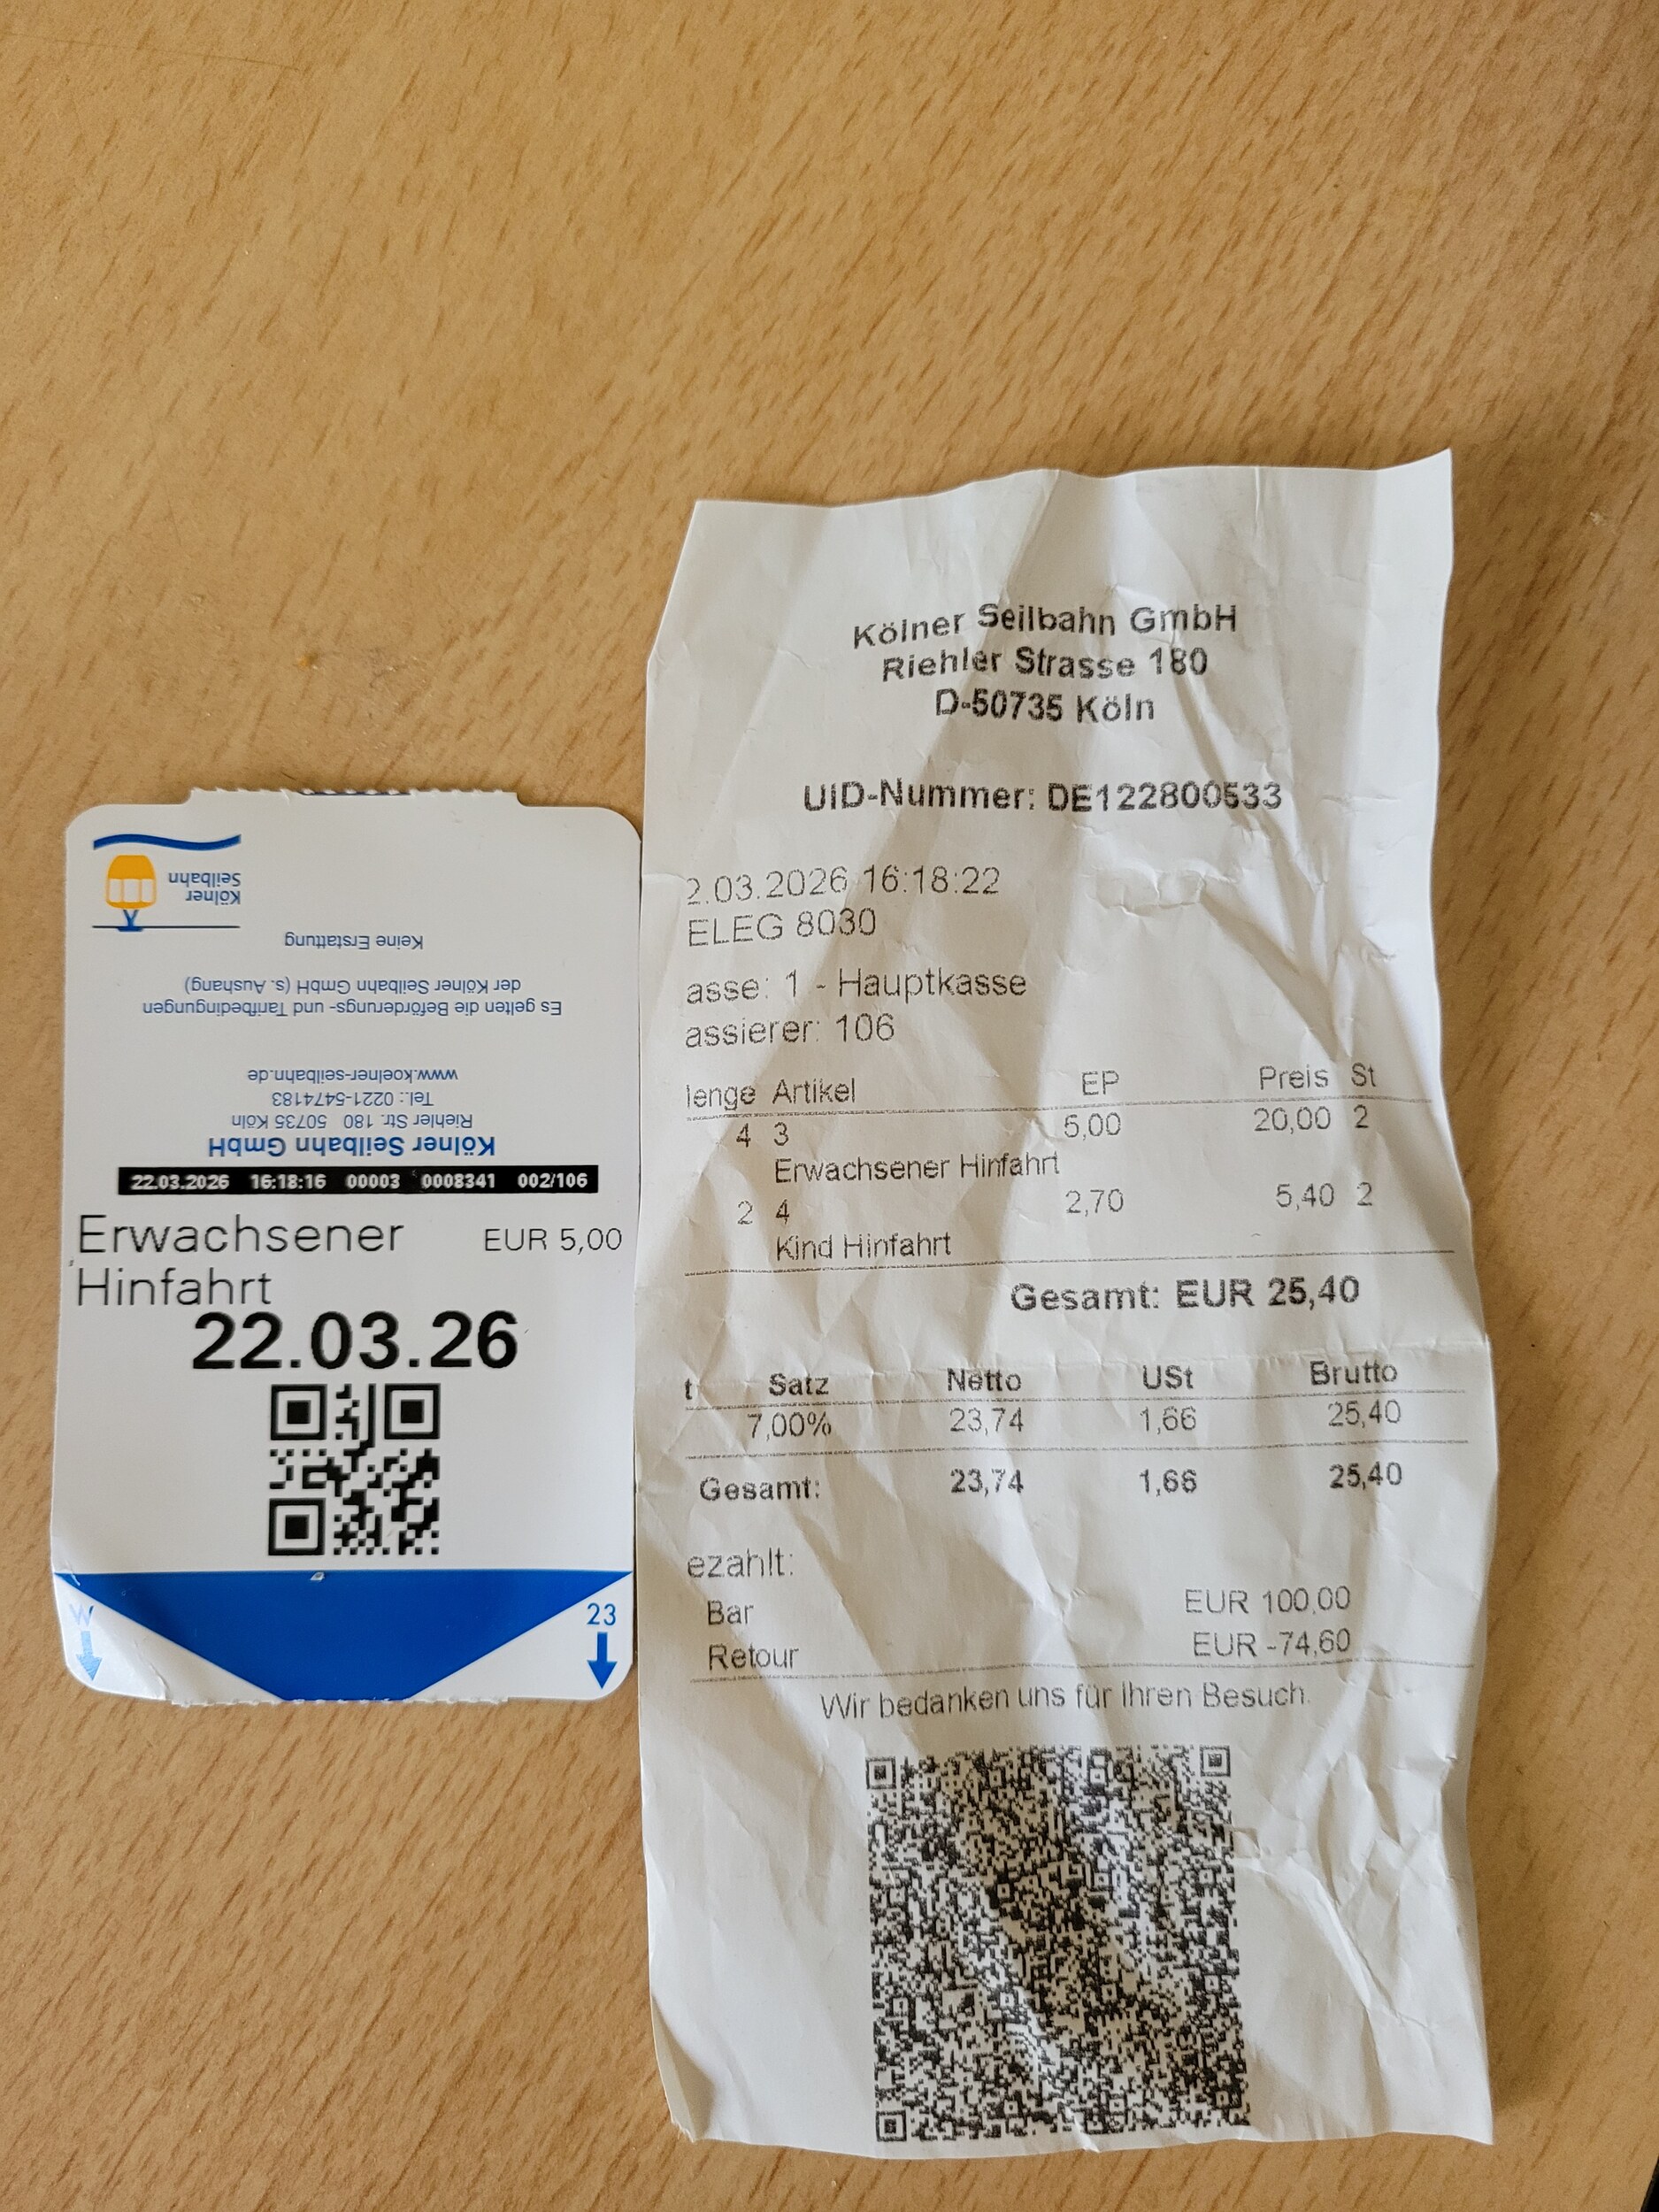 Kölner
Seilbahn
Keine Erstattung
Es gelten die Beförderungs- und Tarifbedingungen
der Kölner Seilbahn GmbH (s. Aushang)
Kölner Seilbahn GmbH
Riehler Str. 180 50735 Köln
Tel.: 0221-5474183
www.koelner-seilbahn.de
22.03.2026 16:18:16 00003 0008341 002/106
Erwachsener EUR 5,00
Hinfahrt
22.03.26
W 23
Kölner Seilbahn GmbH
Riehler Strasse 180
D-50735 Köln
UID-Nummer: DE122800533
2.03.2026 16:18:22
ELEG 8030
asse: 1 - Hauptkasse
assierer: 106
lenge Artikel EP Preis St
4 3 5,00 20,00 2
Erwachsener Hinfahrt
2 4 2,70 5,40 2
Kind Hinfahrt
Gesamt: EUR 25,40
t Satz Netto USt Brutto
7,00% 23,74 1,66 25,40
Gesamt: 23,74 1,66 25,40
ezahlt:
Bar EUR 100,00
Retour EUR -74,60
Wir bedanken uns für Ihren Besuch.